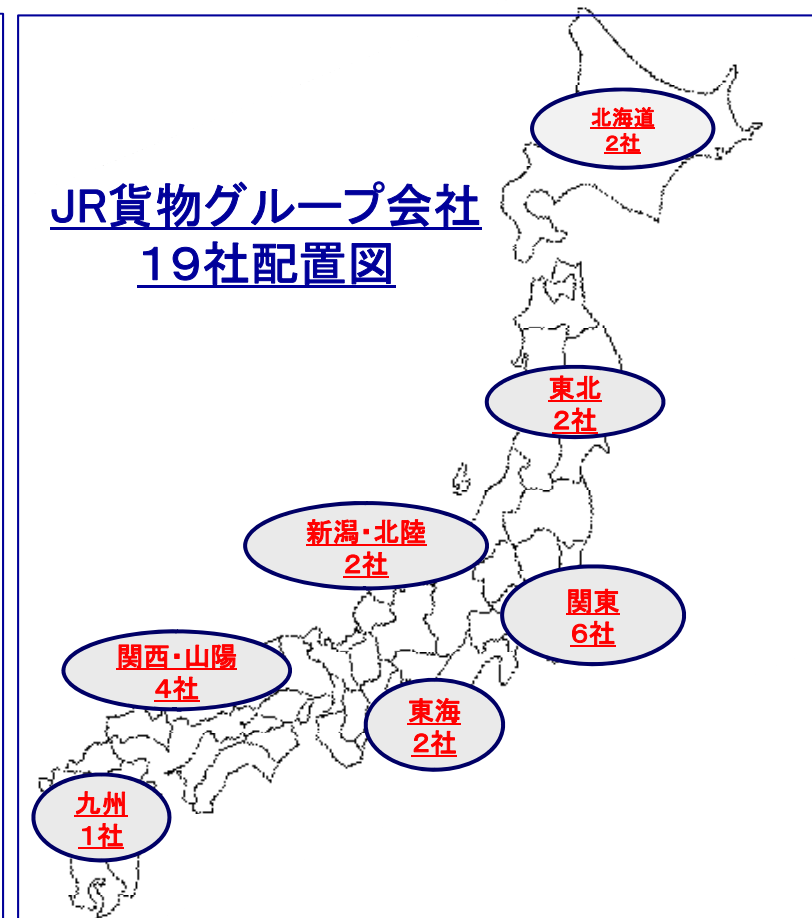 JR貨物グループ会社
19社配置図
北海道
2社
東北
2社
新潟・北陸
2社
関東
6社
関西・山陽
4社
東海
2社
九州
1社